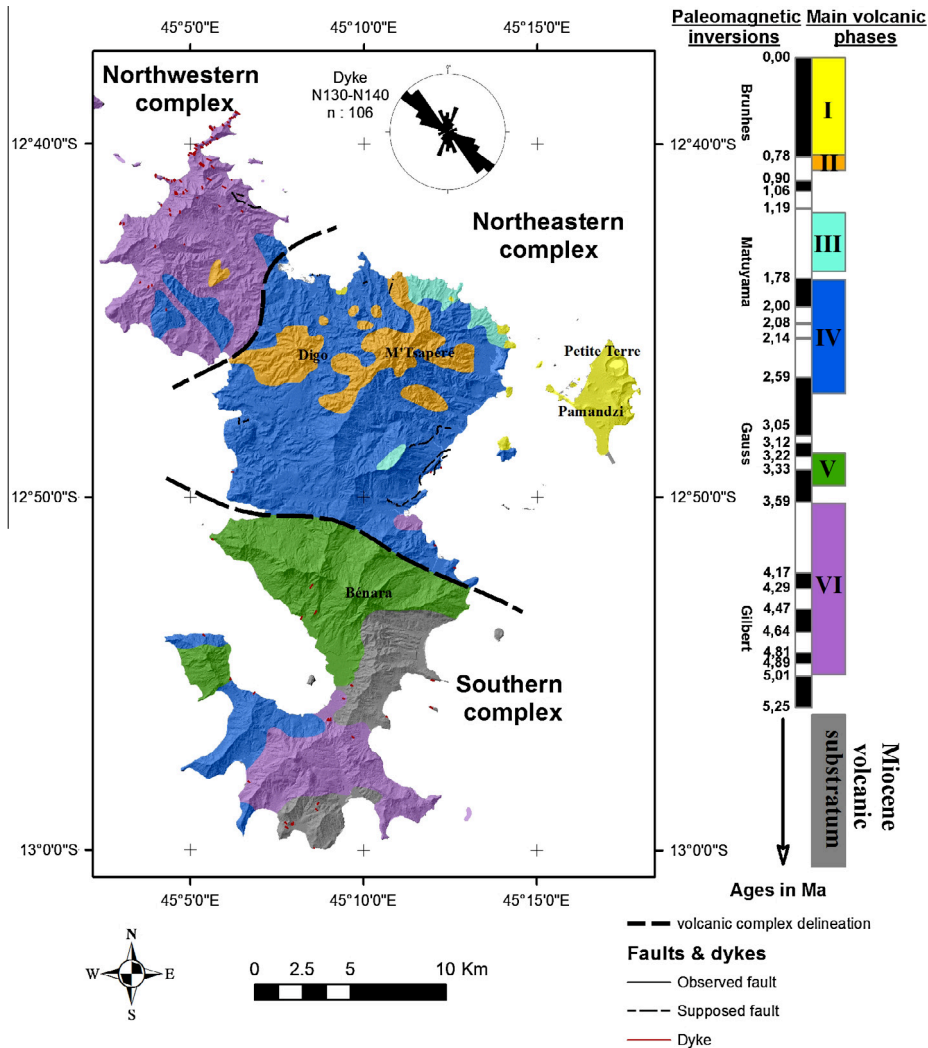 45°5'0"E
45°10'0"E
45°15'0"E
Northwestern
complex
Dyke
N130-N140
n : 106
0°
12°40'0"S
12°40'0"S
Northeastern
complex
Digo
M'Tsapéré
Petite Terre
Pamandzi
12°50'0"S
12°50'0"S
Bénara
Southern
complex
13°0'0"S
13°0'0"S
45°5'0"E
45°10'0"E
45°15'0"E
Paleomagnetic
inversions
Main volcanic
phases
0,00
Brunhes
0,78
0,90
1,06
1,19
Matuyama
1,78
2,00
2,08
2,14
2,59
3,05
3,12
Gauss
3,22
3,33
3,59
4,17
4,29
4,47
Gilbert
4,64
4,81
4,89
5,01
5,25
I
II
III
IV
V
VI
Miocene
volcanic
substratum
Ages in Ma
volcanic complex delineation
Faults & dykes
Observed fault
Supposed fault
Dyke
N
W
E
S
0 2.5 5 10 Km